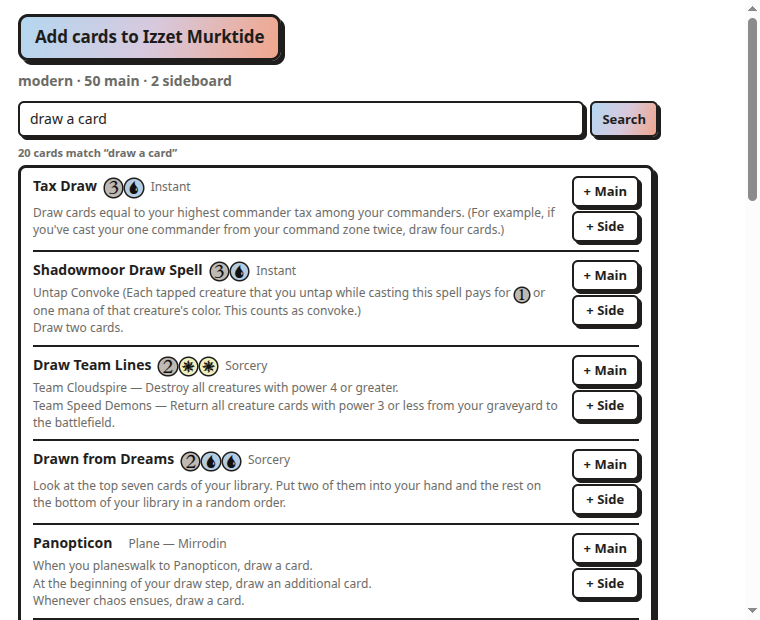 Add cards to Izzet Murktide
modern · 50 main · 2 sideboard
draw a card
Search
20 cards match “draw a card”
Tax Draw 3 Instant
+ Main
Draw cards equal to your highest commander tax among your commanders. (For example, if
you've cast your one commander from your command zone twice, draw four cards.)
+ Side
Shadowmoor Draw Spell 3 Instant
+ Main
Untap Convoke (Each tapped creature that you untap while casting this spell pays for 1 or
one mana of that creature's color. This counts as convoke.)
+ Side
Draw two cards.
Draw Team Lines 2 Sorcery
+ Main
Team Cloudspire — Destroy all creatures with power 4 or greater.
Team Speed Demons — Return all creature cards with power 3 or less from your graveyard to
the battlefield.
+ Side
Drawn from Dreams 2 Sorcery
+ Main
Look at the top seven cards of your library. Put two of them into your hand and the rest on
the bottom of your library in a random order.
+ Side
Panopticon Plane — Mirrodin
+ Main
When you planeswalk to Panopticon, draw a card.
At the beginning of your draw step, draw an additional card.
+ Side
Whenever chaos ensues, draw a card.